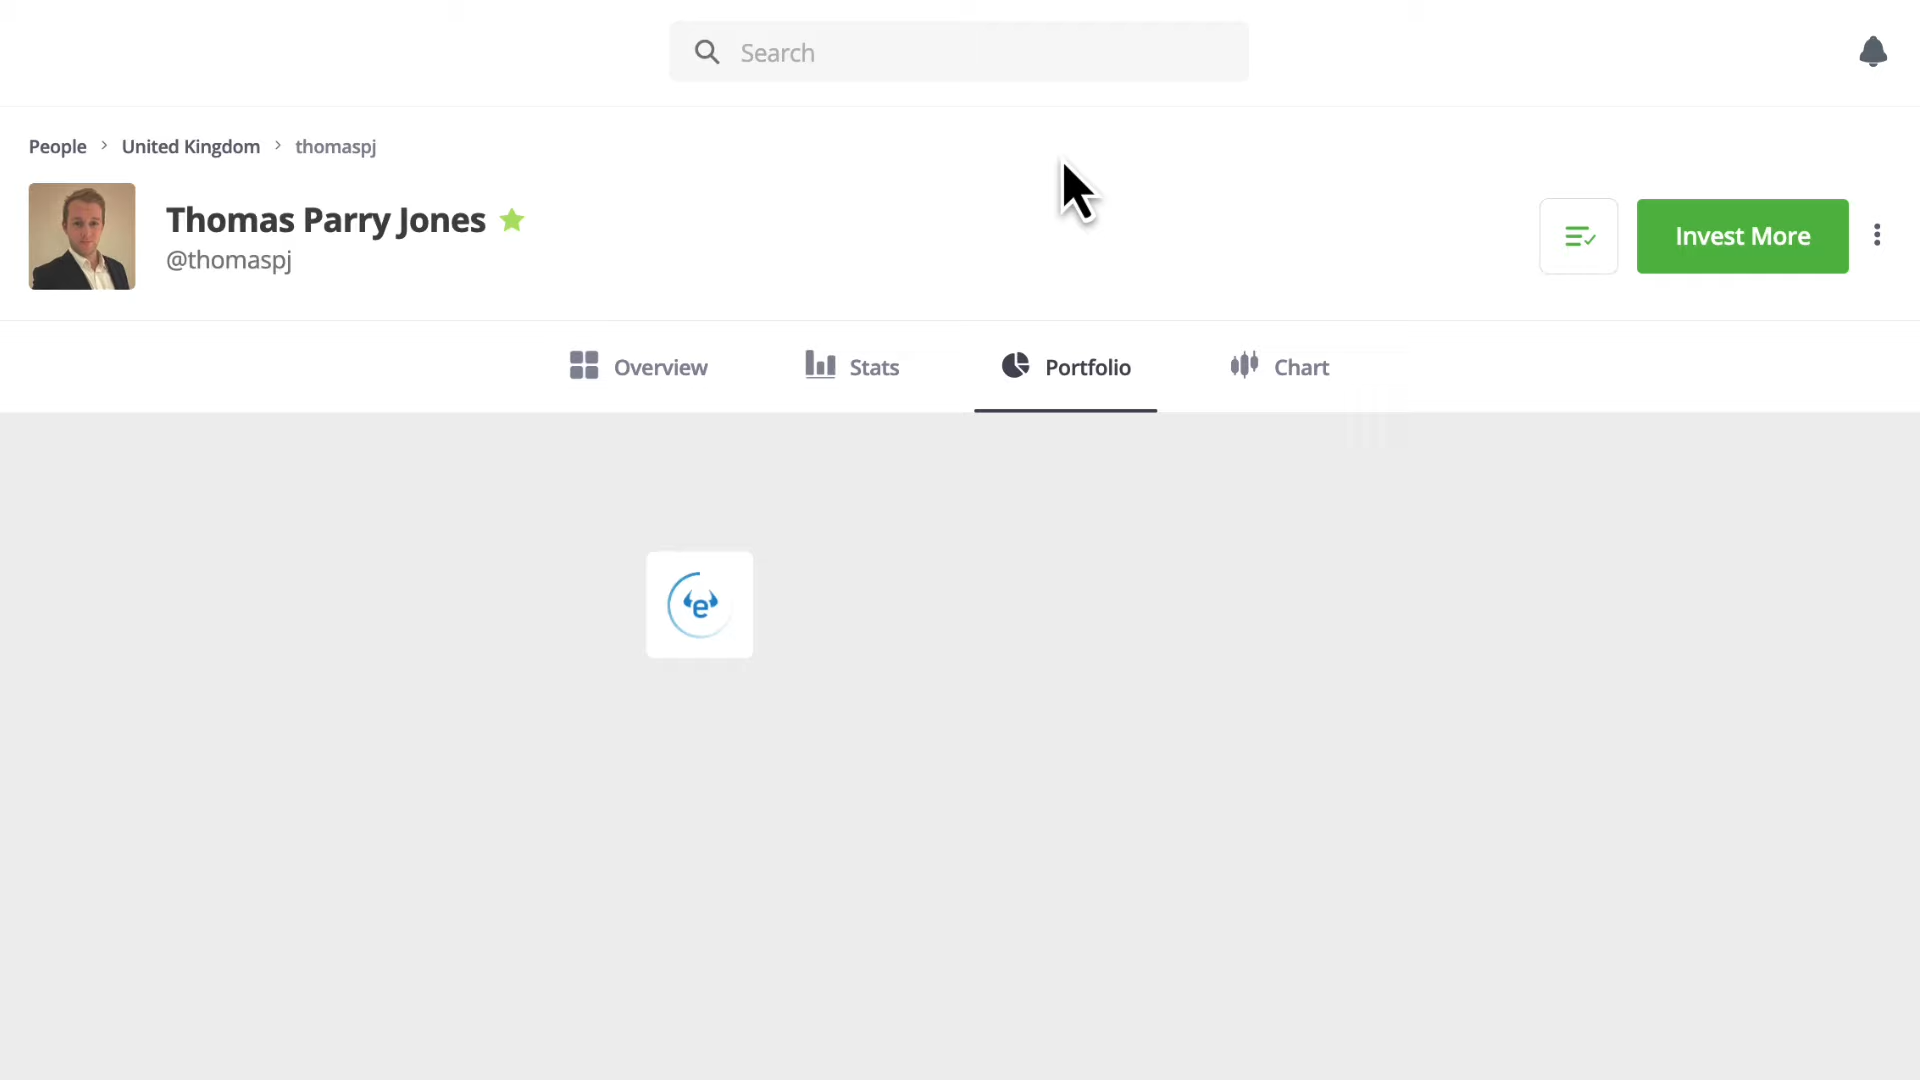 Search
People > United Kingdom > thomaspj
Thomas Parry Jones
@thomaspj
Invest More
Overview
Stats
Portfolio
Chart
e